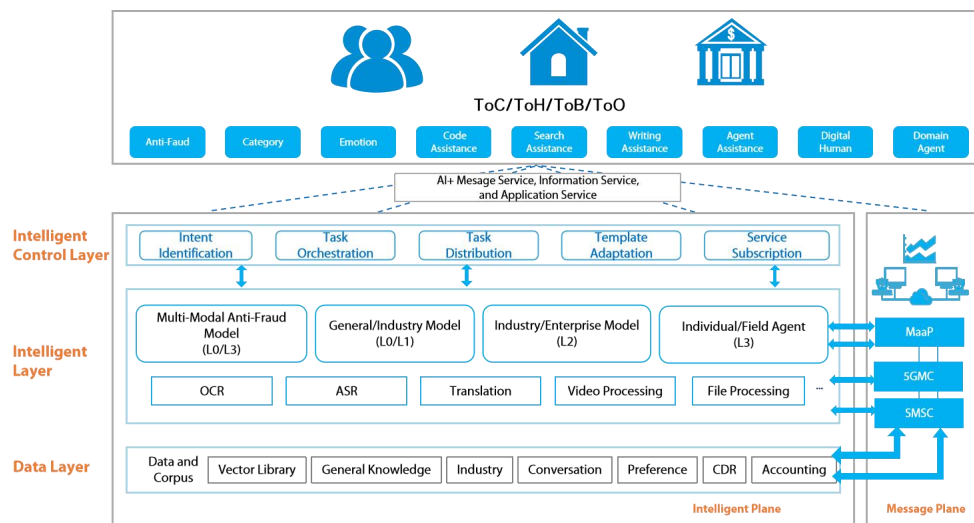 $
ToC/ToH/ToB/ToO
Anti-Fraud
Category
Emotion
Code
Assistance
Search
Assistance
Writing
Assistance
Agent
Assistance
Digital
Human
Domain
Agent
AI+ Mesage Service, Information Service,
and Application Service
Intelligent
Control Layer
Intent
Identification
Task
Orchestration
Task
Distribution
Template
Adaptation
Service
Subscription
Intelligent
Layer
Multi-Modal Anti-Fraud
Model
(L0/L3)
General/Industry Model
(L0/L1)
Industry/Enterprise Model
(L2)
Individual/Field Agent
(L3)
OCR
ASR
Translation
Video Processing
File Processing
...
MaaP
5GMC
SMSC
Data Layer
Data and
Corpus
Vector Library
General Knowledge
Industry
Conversation
Preference
CDR
Accounting
Intelligent Plane
Message Plane